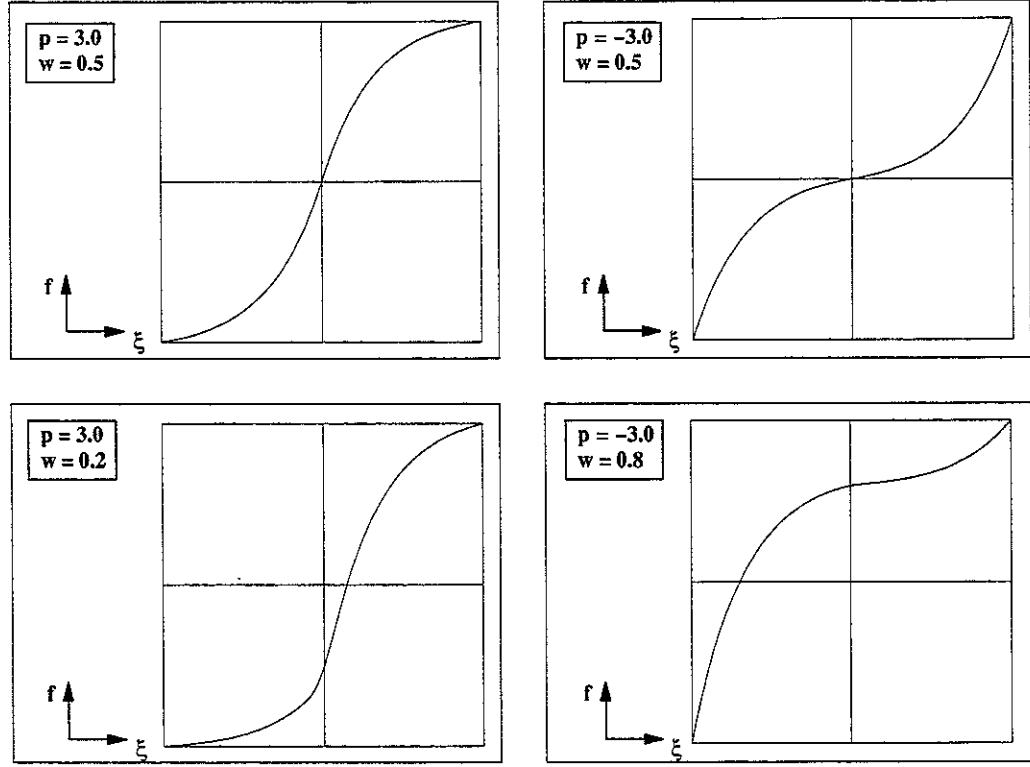 p = 3.0
w = 0.5
f
ξ
p = −3.0
w = 0.5
f
ξ
p = 3.0
w = 0.2
f
ξ
p = −3.0
w = 0.8
f
ξ